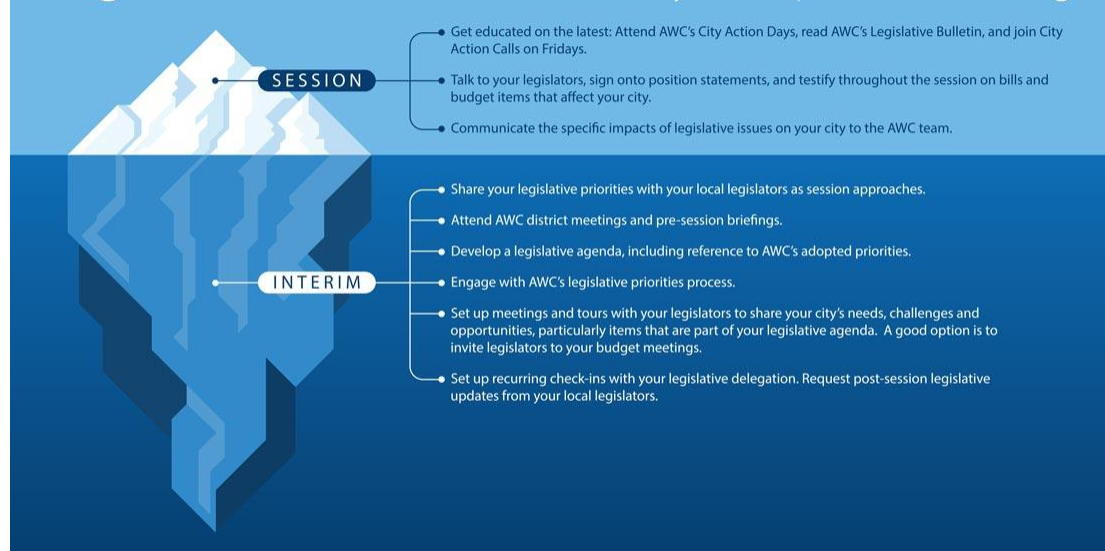 SESSION
Get educated on the latest: Attend AWC's City Action Days, read AWC's Legislative Bulletin, and join City
Action Calls on Fridays.
Talk to your legislators, sign onto position statements, and testify throughout the session on bills and
budget items that affect your city.
Communicate the specific impacts of legislative issues on your city to the AWC team.
INTERIM
Share your legislative priorities with your local legislators as session approaches.
Attend AWC district meetings and pre-session briefings.
Develop a legislative agenda, including reference to AWC's adopted priorities.
Engage with AWC's legislative priorities process.
Set up meetings and tours with your legislators to share your city's needs, challenges and
opportunities, particularly items that are part of your legislative agenda.  A good option is to
invite legislators to your budget meetings.
Set up recurring check-ins with your legislative delegation. Request post-session legislative
updates from your local legislators.